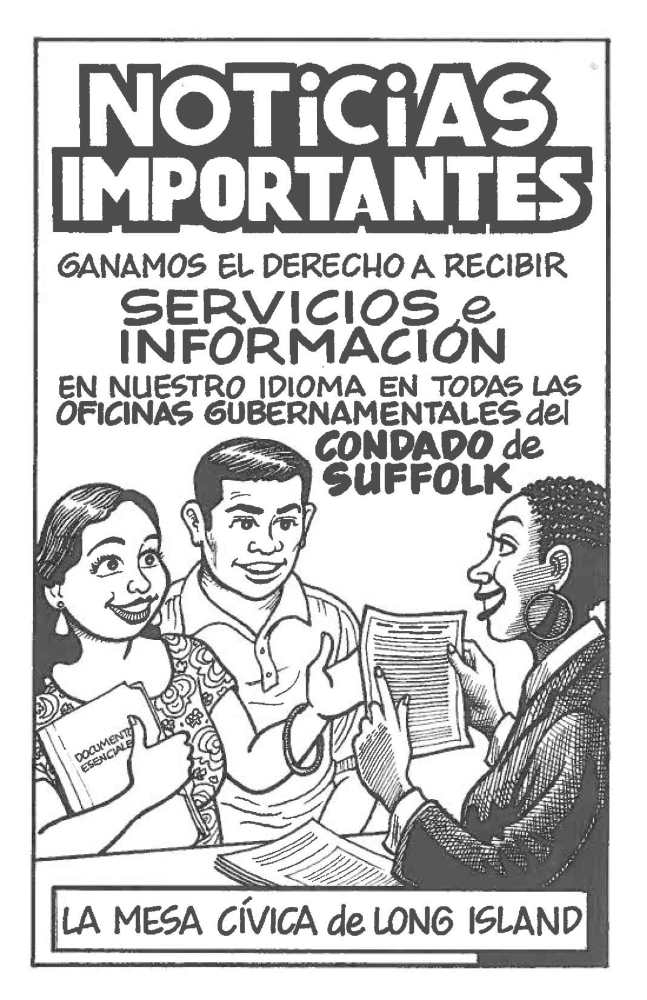 NOTiCiAS
IMPORTANTES
GANAMOS EL DERECHO A RECIBIR
SERVICIOS e
INFORMACIÓN
EN NUESTRO IDIOMA EN TODAS LAS
OFICINAS GUBERNAMENTALES del
CONDADO de
SUFFOLK
DOCUMENTO
ESENCIALE
LA MESA CÍVICA de LONG ISLAND